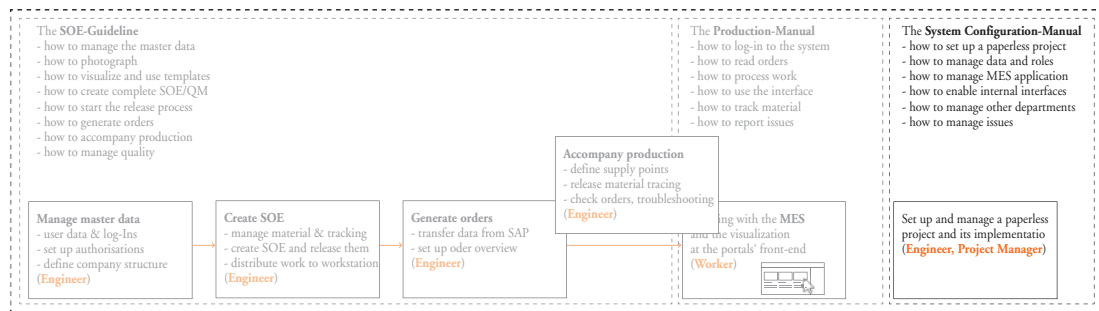 The SOE-Guideline
- how to manage the master data
- how to photograph
- how to visualize and use templates
- how to create complete SOE/QM
- how to start the release process
- how to generate orders
- how to accompany production
- how to manage quality
The Production-Manual
- how to log-in to the system
- how to read orders
- how to process work
- how to use the interface
- how to track material
- how to report issues
The System Configuration-Manual
- how to set up a paperless project
- how to manage data and roles
- how to manage MES application
- how to enable internal interfaces
- how to manage other departments
- how to manage issues
Manage master data
- user data & log-Ins
- set up authorisations
- define company structure
(Engineer)
Create SOE
- manage material & tracking
- create SOE and release them
- distribute work to workstation
(Engineer)
Generate orders
- transfer data from SAP
- set up oder overview
(Engineer)
Accompany production
- define supply points
- release material tracing
- check orders, troubleshooting
(Engineer)
with the MES
and the visualization
at the portals' front-end
(Worker)
Set up and manage a paperless
project and its implementatio
(Engineer, Project Manager)